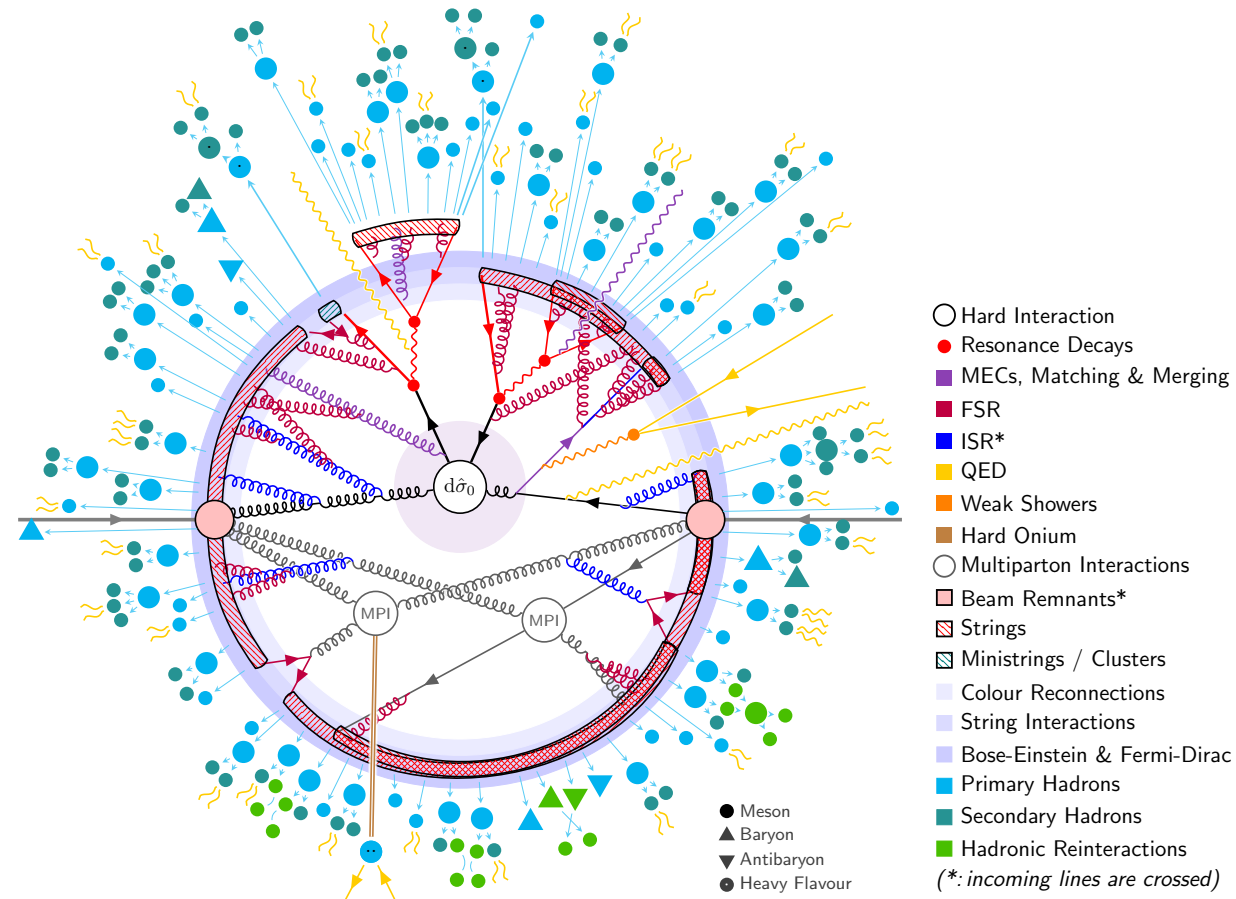 dσ̂₀
MPI
MPI
Meson
Baryon
Antibaryon
Heavy Flavour
Hard Interaction
Resonance Decays
MECs, Matching & Merging
FSR
ISR*
QED
Weak Showers
Hard Onium
Multiparton Interactions
Beam Remnants*
Strings
Ministrings / Clusters
Colour Reconnections
String Interactions
Bose-Einstein & Fermi-Dirac
Primary Hadrons
Secondary Hadrons
Hadronic Reinteractions
(*: incoming lines are crossed)